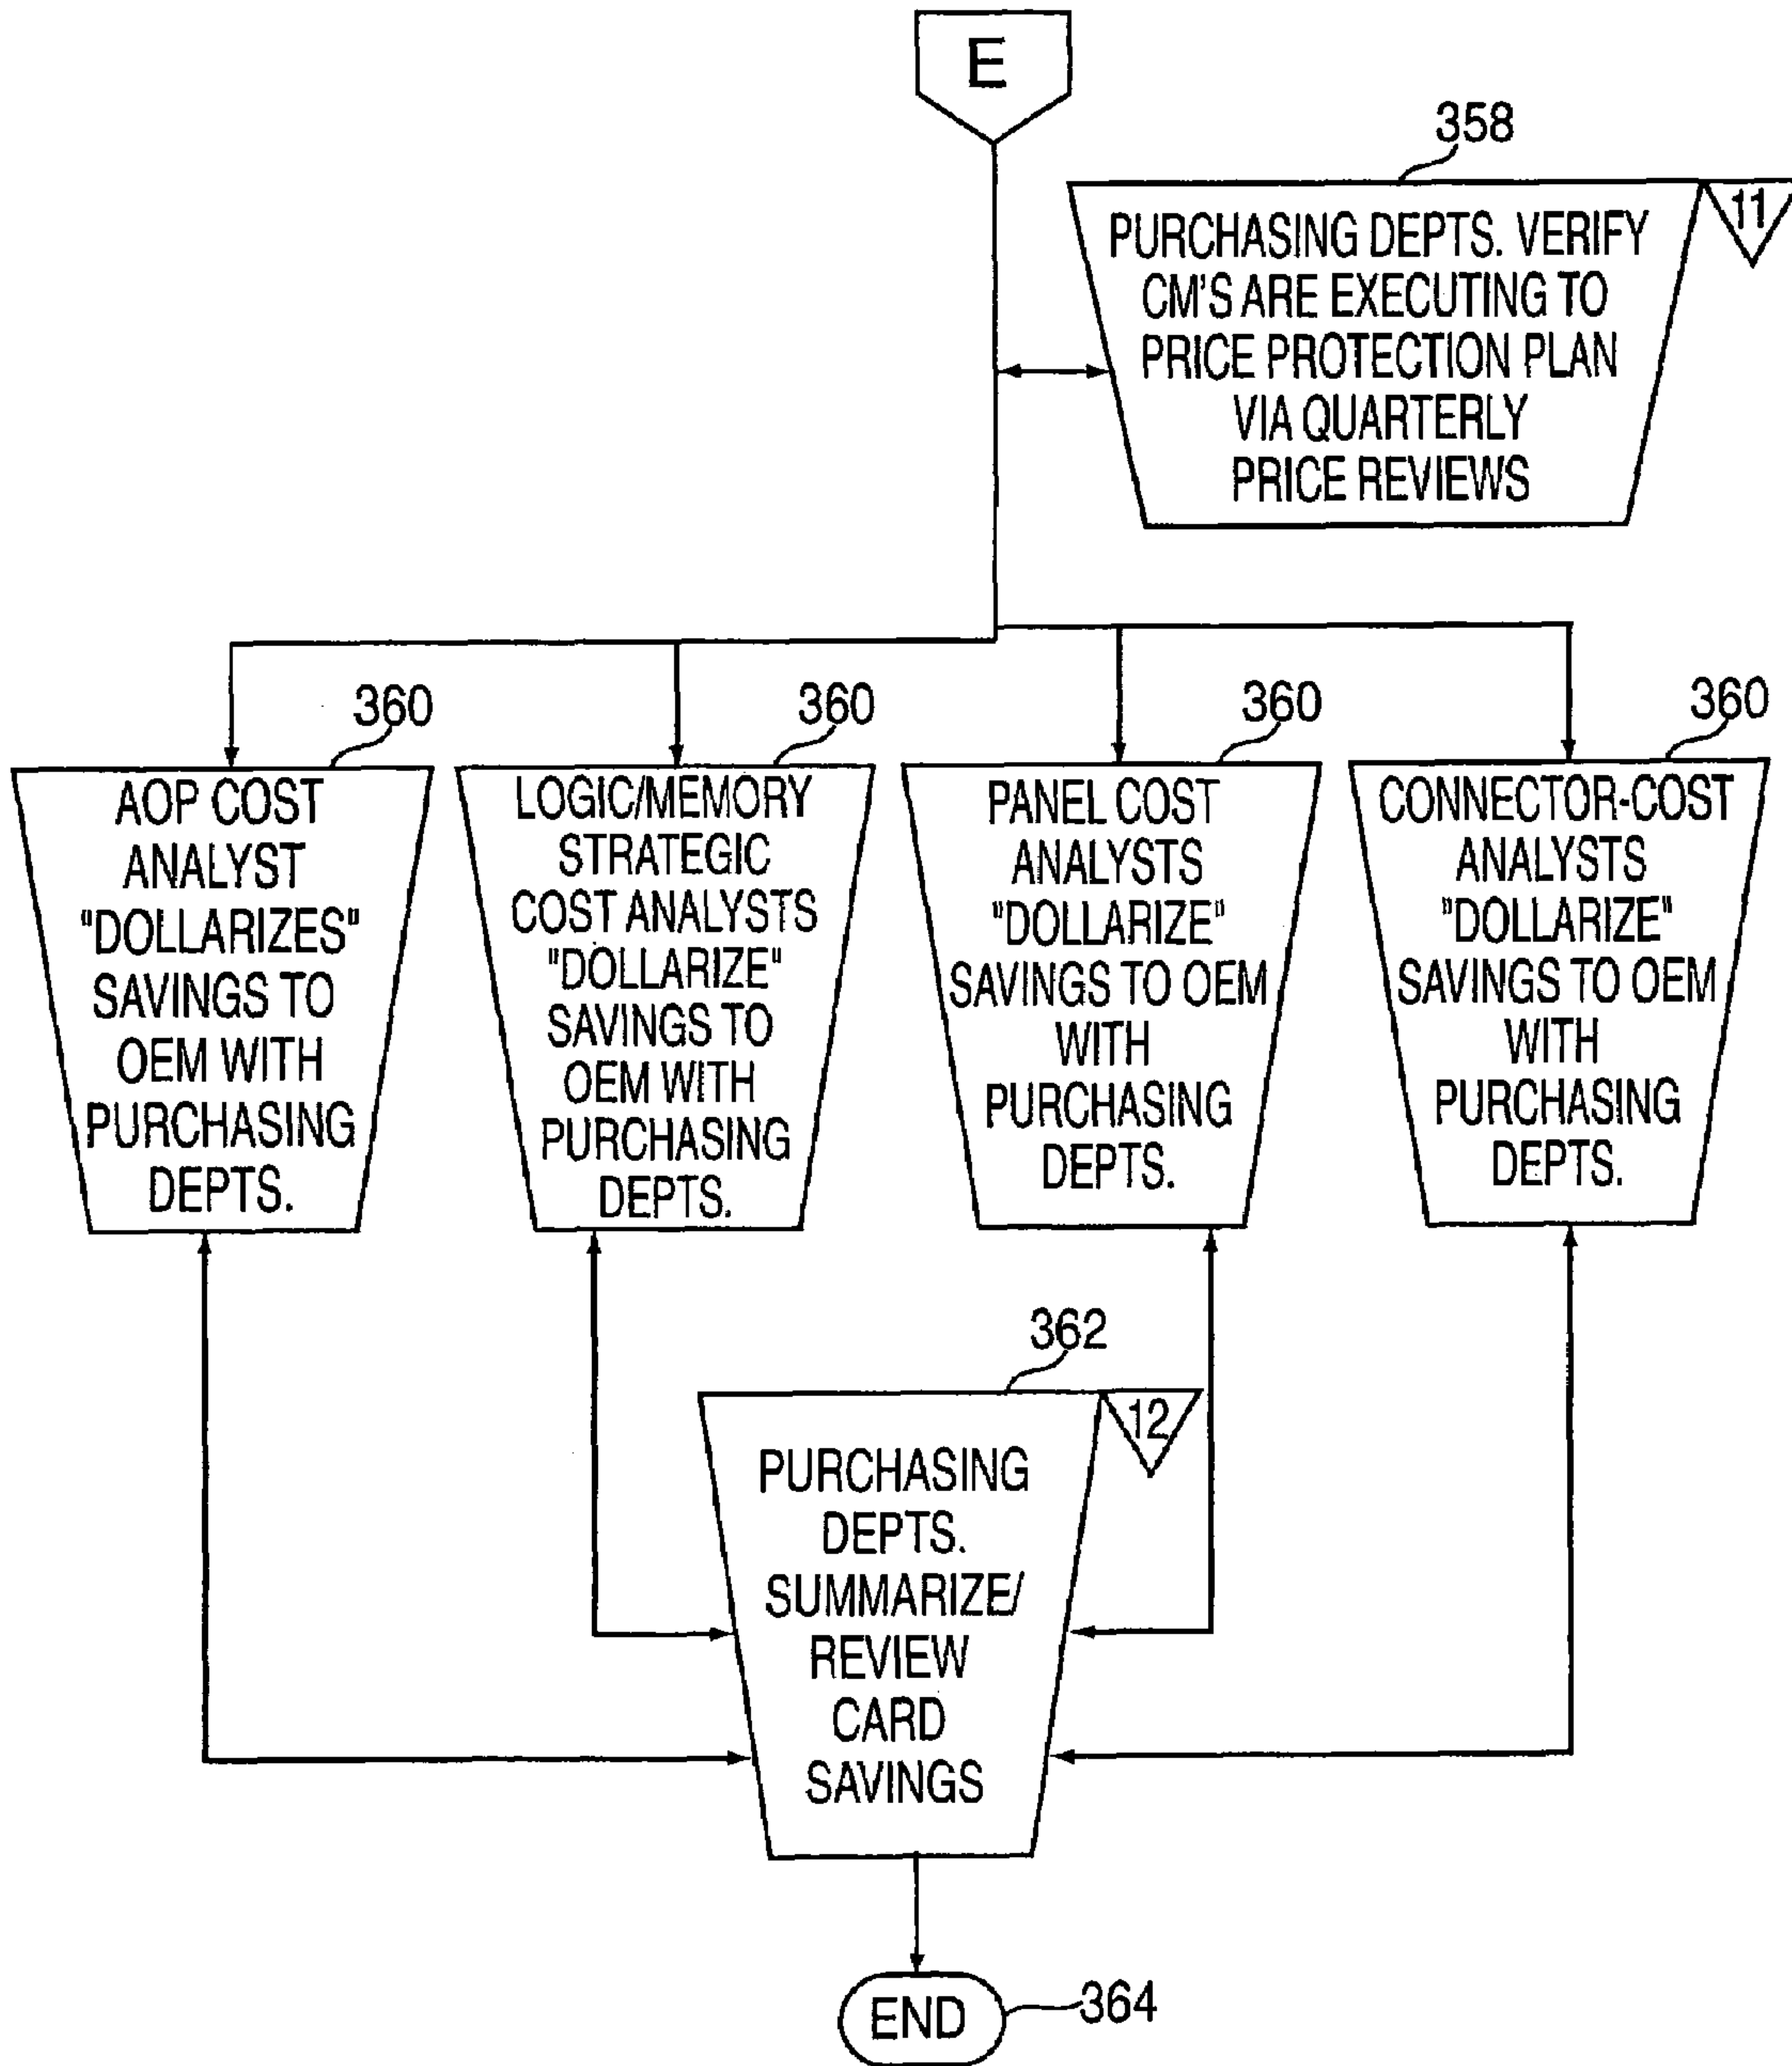 E
358
11
PURCHASING DEPTS. VERIFY
CM'S ARE EXECUTING TO
PRICE PROTECTION PLAN
VIA QUARTERLY
PRICE REVIEWS
360
AOP COST
ANALYST
"DOLLARIZES"
SAVINGS TO
OEM WITH
PURCHASING
DEPTS.
360
LOGIC/MEMORY
STRATEGIC
COST ANALYSTS
"DOLLARIZE"
SAVINGS TO
OEM WITH
PURCHASING
DEPTS.
360
PANEL COST
ANALYSTS
"DOLLARIZE"
SAVINGS TO OEM
WITH
PURCHASING
DEPTS.
360
CONNECTOR-COST
ANALYSTS
"DOLLARIZE"
SAVINGS TO OEM
WITH
PURCHASING
DEPTS.
362
12
PURCHASING
DEPTS.
SUMMARIZE/
REVIEW
CARD
SAVINGS
END
364